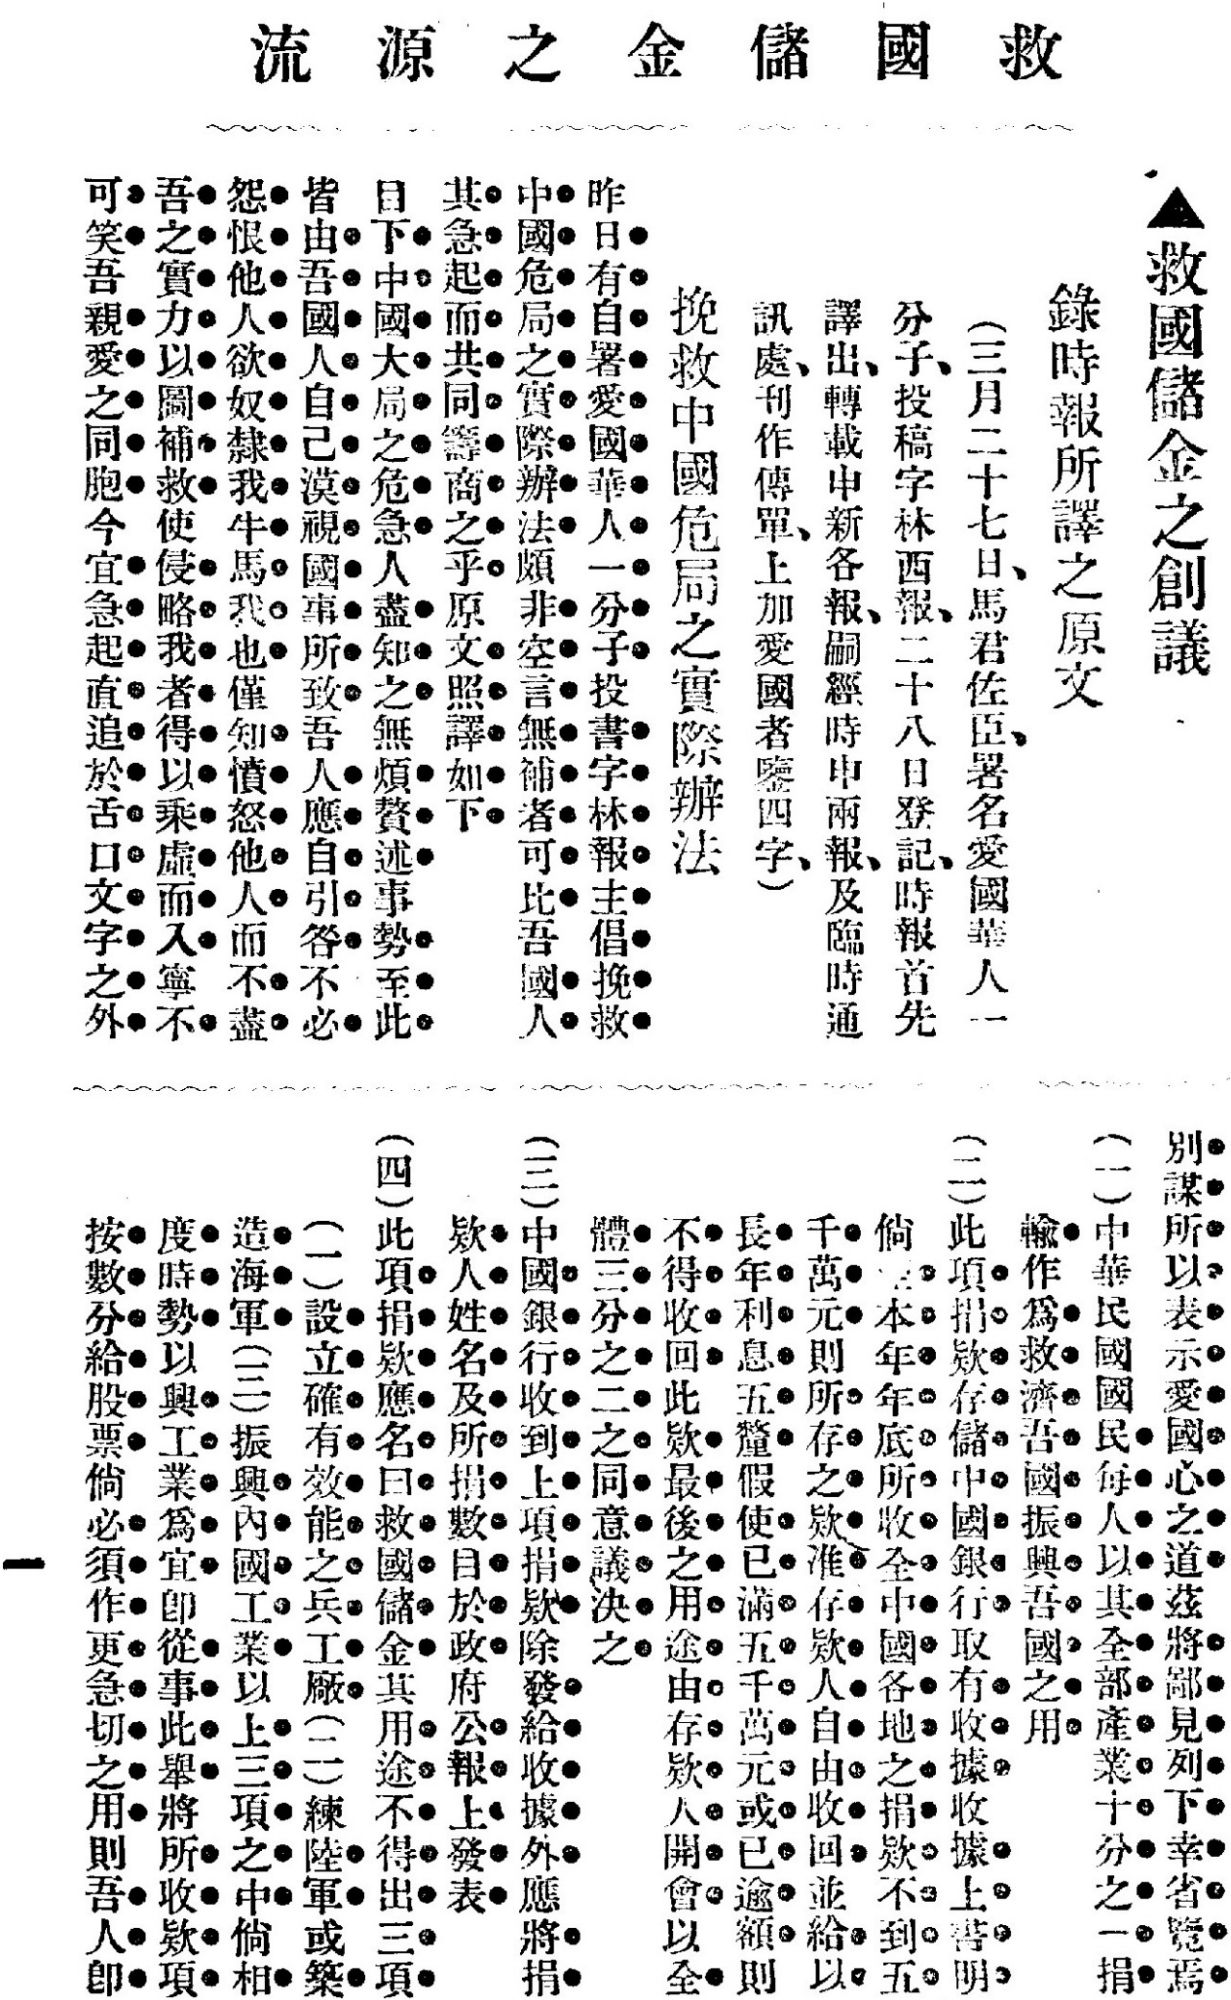 救國儲金之源流
▲救國儲金之創議
錄時報所譯之原文
（三月二十七日、馬君佐臣、署名愛國華人一
分子、投稿字林西報、二十八日登記、時報首先
譯出、轉載申新各報、嗣經時申兩報、及臨時通
訊處、刊作傳單、上加愛國者鑒四字、）
挽救中國危局之實際辦法
昨日有自署愛國華人一分子投書字林報主倡挽救
中國危局之實際辦法頗非空言無補者可比吾國人
其急起而共同籌商之乎原文照譯如下
目下中國大局之危急人盡知之無煩贅述事勢至此
皆由吾國人自己漠視國事所致吾人應自引咎不必
怨恨他人欲奴隸我牛馬我也僅知憤怒他人而不盡
吾之實力以圖補救使侵略我者得以乘虛而入寧不
可笑吾親愛之同胞今宜急起直追於舌口文字之外
別謀所以表示愛國心之道茲將鄙見列下幸省覽焉
（一）中華民國國民每人以其全部產業十分之一捐
輸作爲救濟吾國振興吾國之用
（二）此項捐欵存儲中國銀行取有收據收據上書明
倘 本年年底所收全中國各地之捐欵不到五
千萬元則所存之欵准存欵人自由收回並給以
長年利息五釐假使已滿五千萬元或已逾額則
不得收回此欵最後之用途由存欵人開會以全
體三分之二之同意議决之
（三）中國銀行收到上項捐欵除發給收據外應將捐
欵人姓名及所捐數目於政府公報上發表
（四）此項捐欵應名曰救國儲金其用途不得出三項
（一）設立確有效能之兵工廠（二）練陸軍或築
造海軍（三）振興內國工業以上三項之中倘相
度時勢以興工業爲宜卽從事此舉將所收欵項
按數分給股票倘必須作更急切之用則吾人卽
一